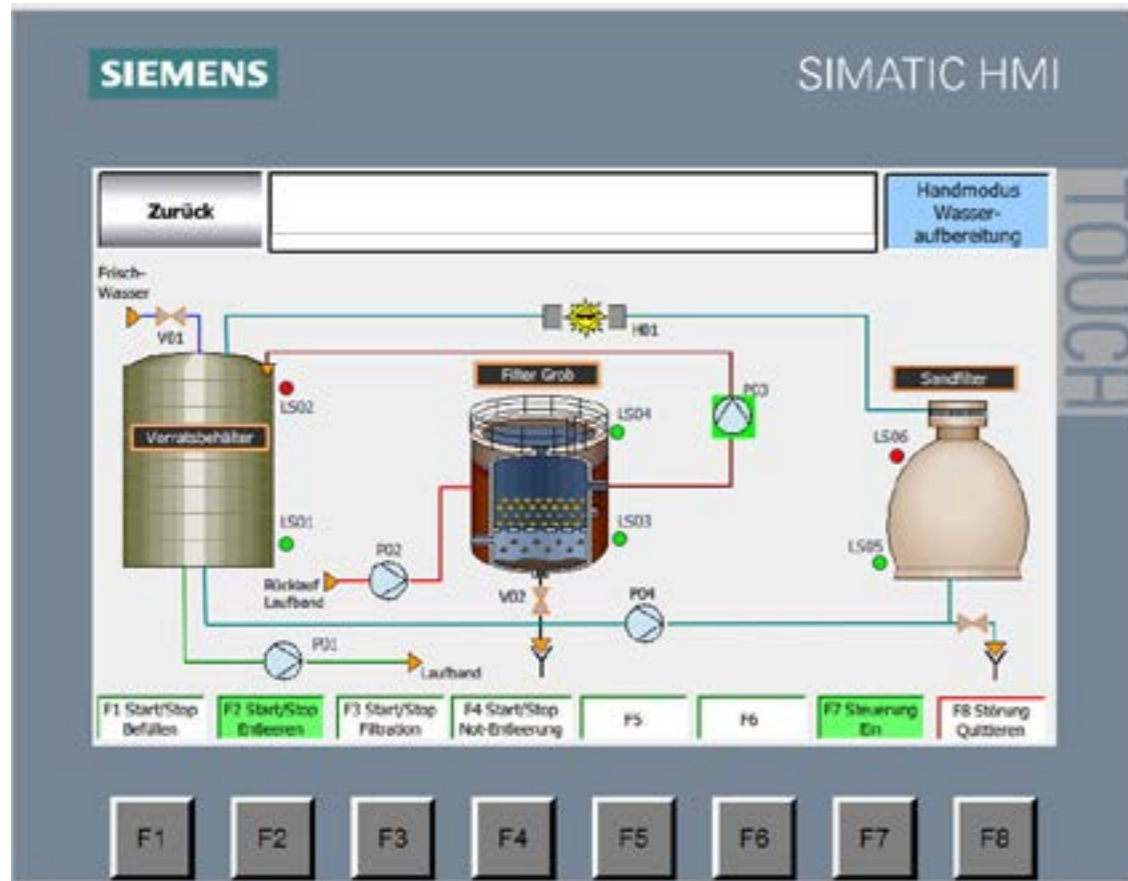 SIEMENS
SIMATIC HMI
TOUCH
Zurück
Handmodus
Wasser-
aufbereitung
Frisch-
Wasser
V01
H01
Filter Grob
P03
Sandfilter
LS02
LS04
LS06
Vorratsbehälter
LS01
LS03
LS05
P02
Rücklauf
Laufband
V02
P04
P01
Laufband
F1 Start/Stop
Befüllen
F2 Start/Stop
Entleeren
F3 Start/Stop
Filtration
F4 Start/Stop
Not-Entleerung
F5
F6
F7 Steuerung
Ein
F8 Störung
Quittieren
F1
F2
F3
F4
F5
F6
F7
F8